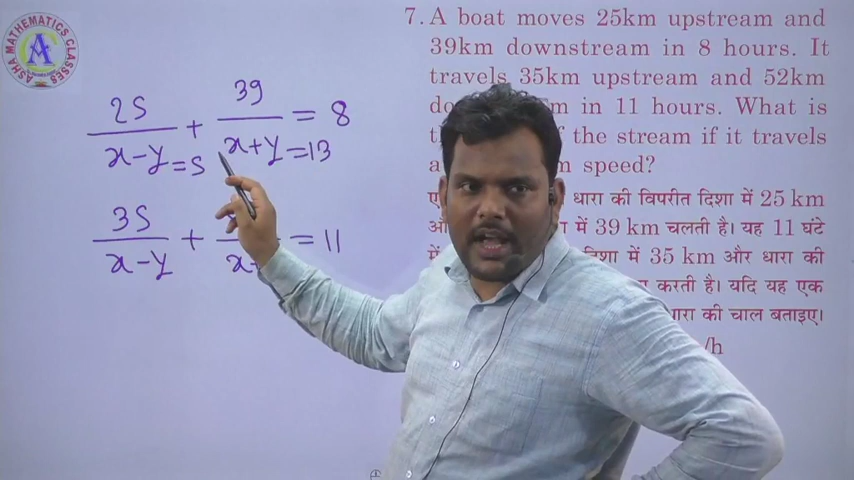 ASHA MATHEMATICS CLASSES
7. A boat moves 25km upstream and
39km downstream in 8 hours. It
travels 35km upstream and 52km
in 11 hours. What is
of the stream if it travels
speed?
धारा की विपरीत दिशा में 25 km
में 39 km चलती है। यह 11 घंटे
दिशा में 35 km और धारा की
करती है। यदि यह एक
धारा की चाल बताइए।
/h
25/x-y + 39/x+y = 8
=5 =13
35/x-y + = 11